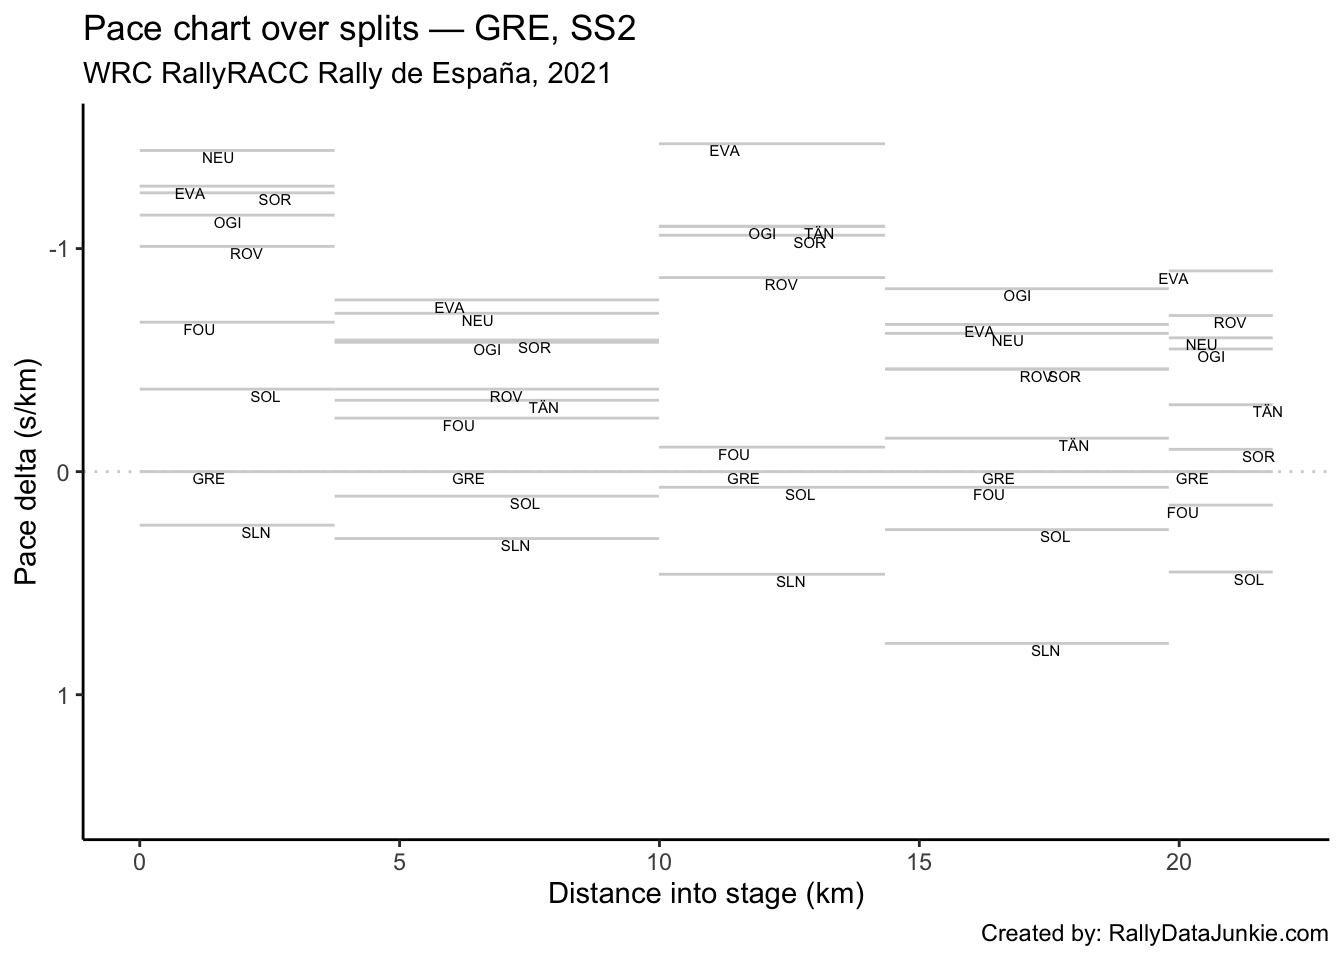 Pace chart over splits — GRE, SS2
WRC RallyRACC Rally de España, 2021
Pace delta (s/km)
-1
0
1
NEU
EVA
SOR
OGI
ROV
FOU
SOL
GRE
SLN
EVA
NEU
OGI
SOR
ROV
TÄN
FOU
GRE
SOL
SLN
EVA
OGI
TÄN
SOR
ROV
FOU
GRE
SOL
SLN
OGI
EVA
NEU
ROV
SOR
TÄN
GRE
FOU
SOL
SLN
EVA
ROV
NEU
OGI
TÄN
SOR
GRE
FOU
SOL
0 5 10 15 20
Distance into stage (km)
Created by: RallyDataJunkie.com